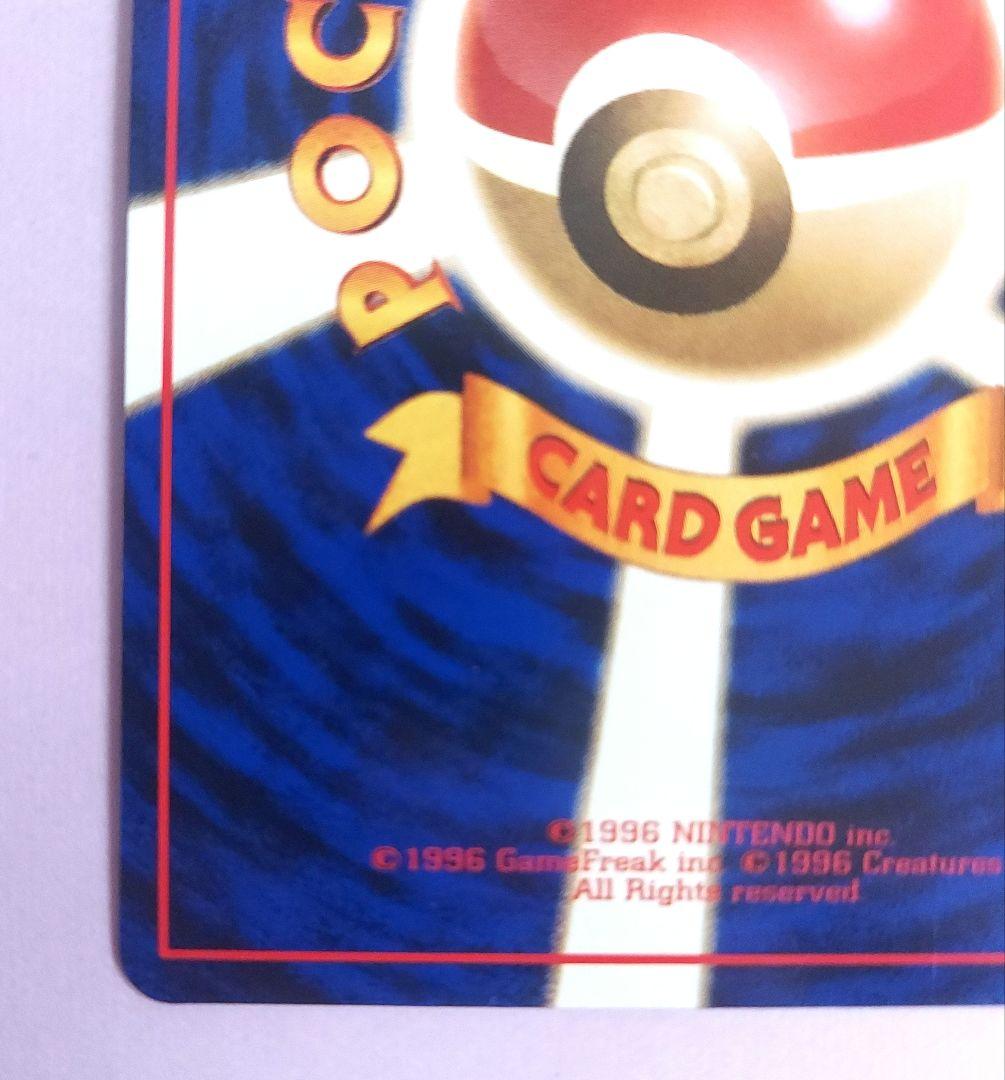 POC
CARD GAME
©1996 NINTENDO inc.
©1996 GameFreak inc. ©1996 Creatures
All Rights reserved